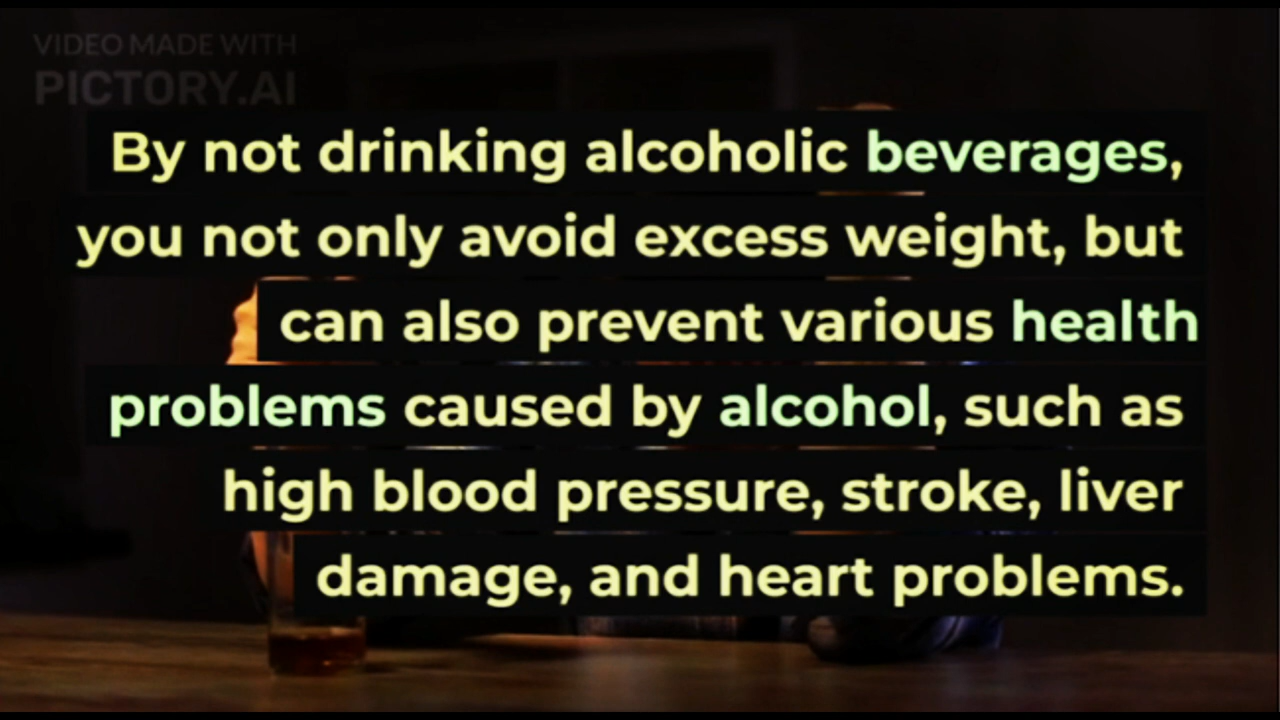 VIDEO MADE WITH
PICTORY.AI
By not drinking alcoholic beverages,
you not only avoid excess weight, but
can also prevent various health
problems caused by alcohol, such as
high blood pressure, stroke, liver
damage, and heart problems.